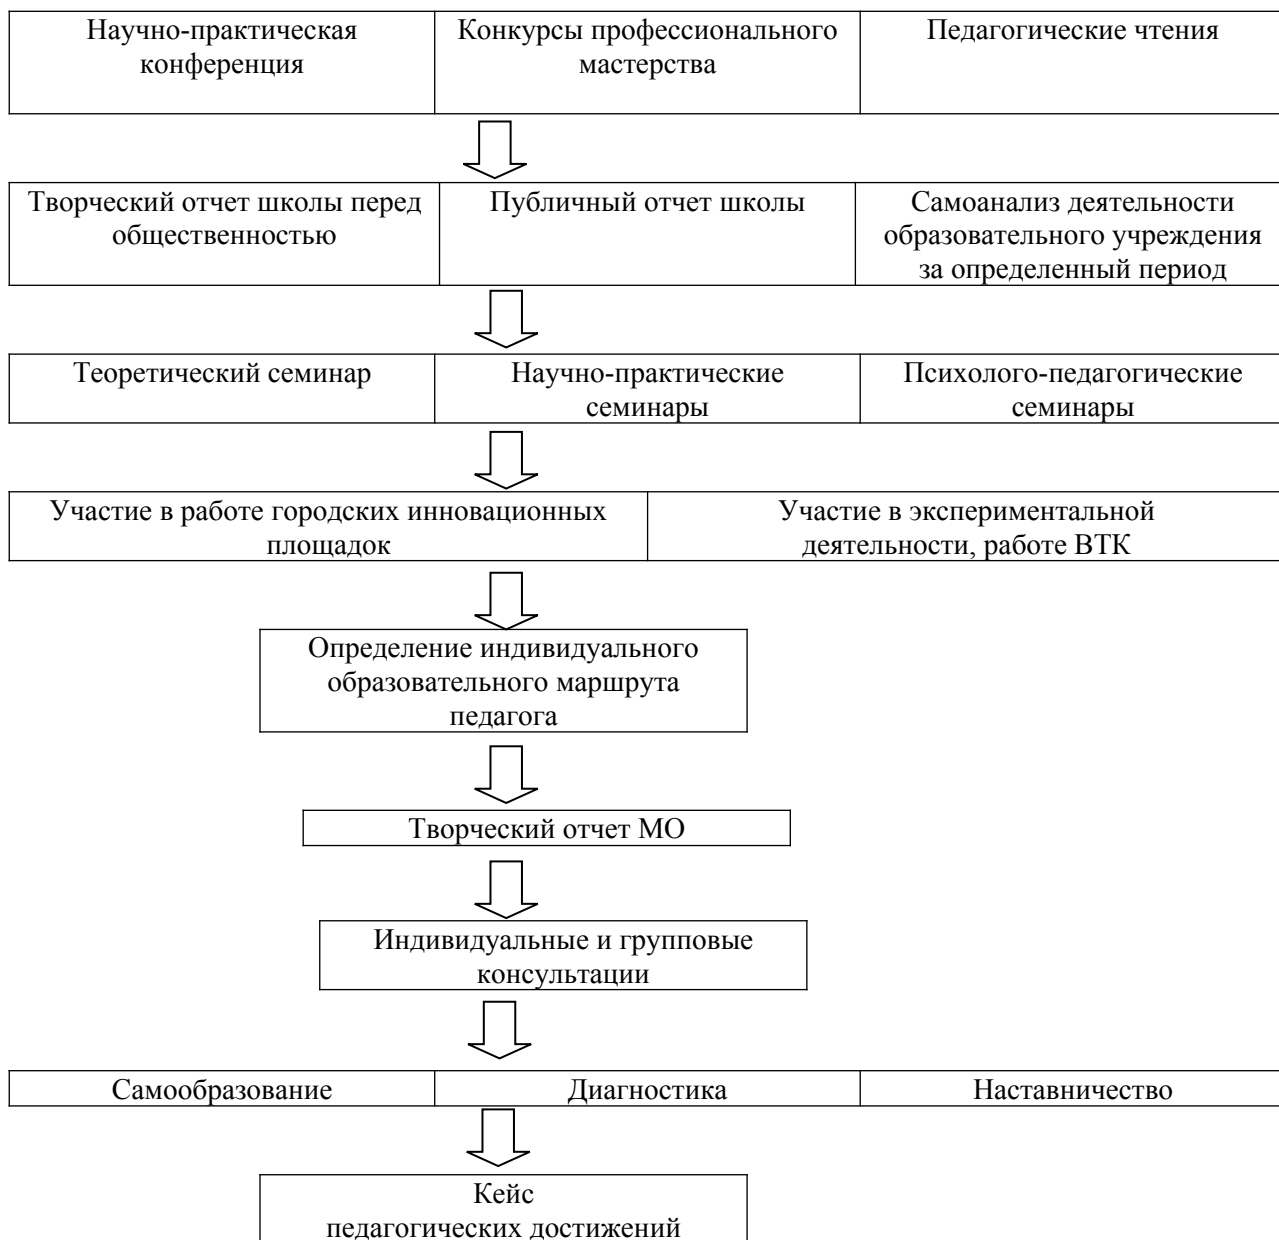 Научно-практическая
конференция
Конкурсы профессионального
мастерства
Педагогические чтения
Творческий отчет школы перед
общественностью
Публичный отчет школы
Самоанализ деятельности
образовательного учреждения
за определенный период
Теоретический семинар
Научно-практические
семинары
Психолого-педагогические
семинары
Участие в работе городских инновационных
площадок
Участие в экспериментальной
деятельности, работе ВТК
Определение индивидуального
образовательного маршрута
педагога
Творческий отчет МО
Индивидуальные и групповые
консультации
Самообразование
Диагностика
Наставничество
Кейс
педагогических достижений